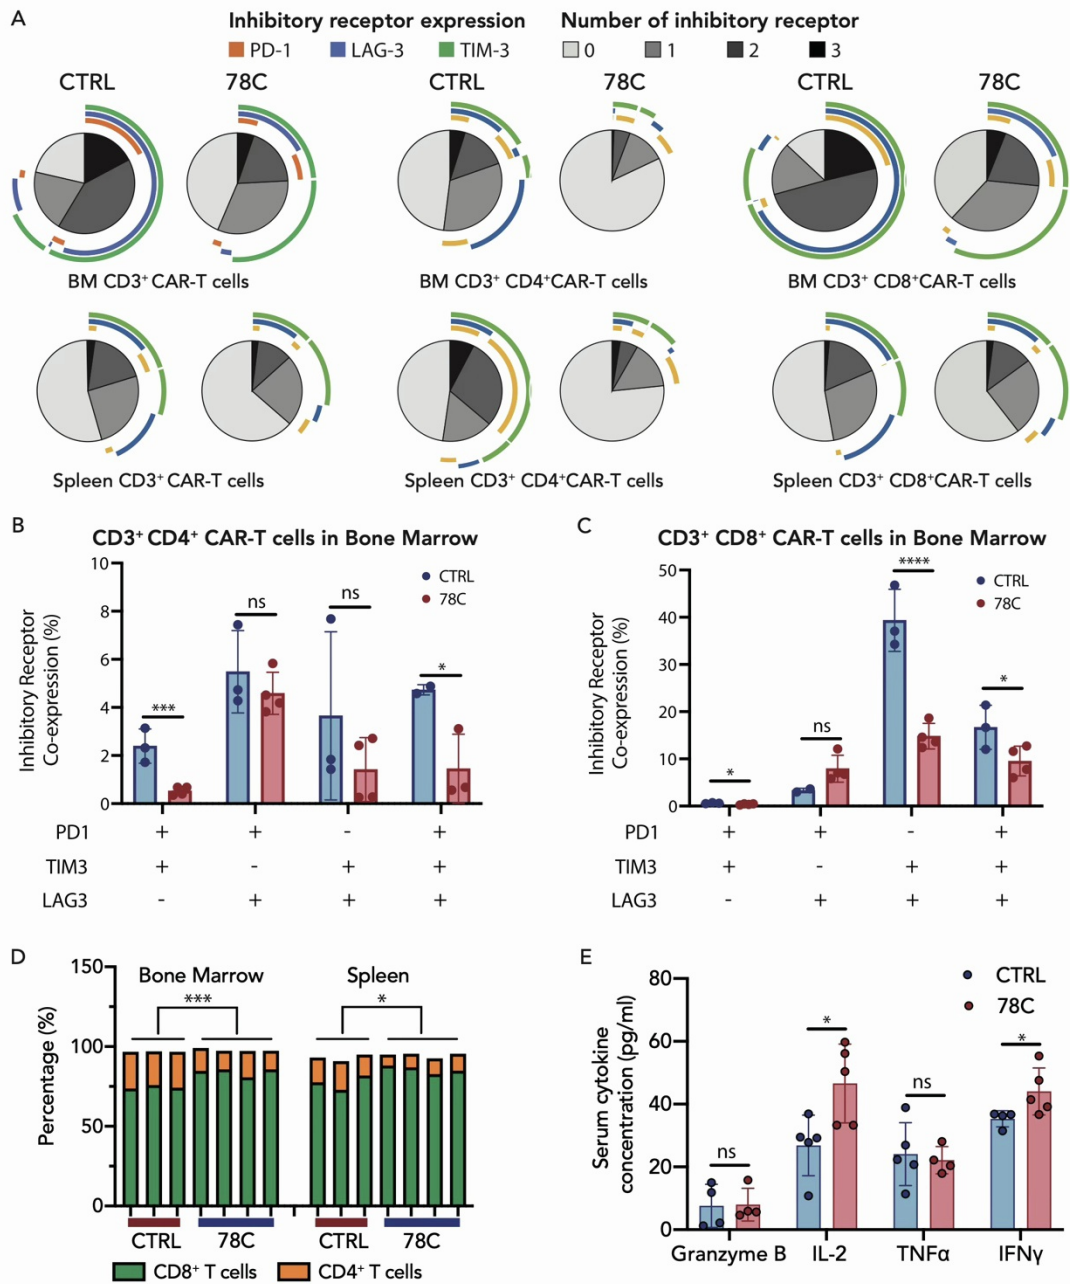 A
Inhibitory receptor expression
Number of inhibitory receptor
PD-1 LAG-3 TIM-3 0 1 2 3
CTRL 78C CTRL 78C CTRL 78C
BM CD3⁺ CAR-T cells BM CD3⁺ CD4⁺CAR-T cells BM CD3⁺ CD8⁺CAR-T cells
Spleen CD3⁺ CAR-T cells Spleen CD3⁺ CD4⁺CAR-T cells Spleen CD3⁺ CD8⁺CAR-T cells
B
CD3⁺ CD4⁺ CAR-T cells in Bone Marrow
Inhibitory Receptor
Co-expression (%)
10
8
6
4
2
0
CTRL
78C
*** ns ns *
PD1 + + - +
TIM3 + - + +
LAG3 - + + +
C
CD3⁺ CD8⁺ CAR-T cells in Bone Marrow
Inhibitory Receptor
Co-expression (%)
50
40
30
20
10
0
CTRL
78C
* ns **** *
PD1 + + - +
TIM3 + - + +
LAG3 - + + +
D
Percentage (%)
150
100
50
0
Bone Marrow Spleen
*** *
CTRL 78C CTRL 78C
CD8⁺ T cells CD4⁺ T cells
E
Serum cytokine
concentration (pg/ml)
80
60
40
20
0
CTRL
78C
ns * ns *
Granzyme B IL-2 TNFα IFNγ